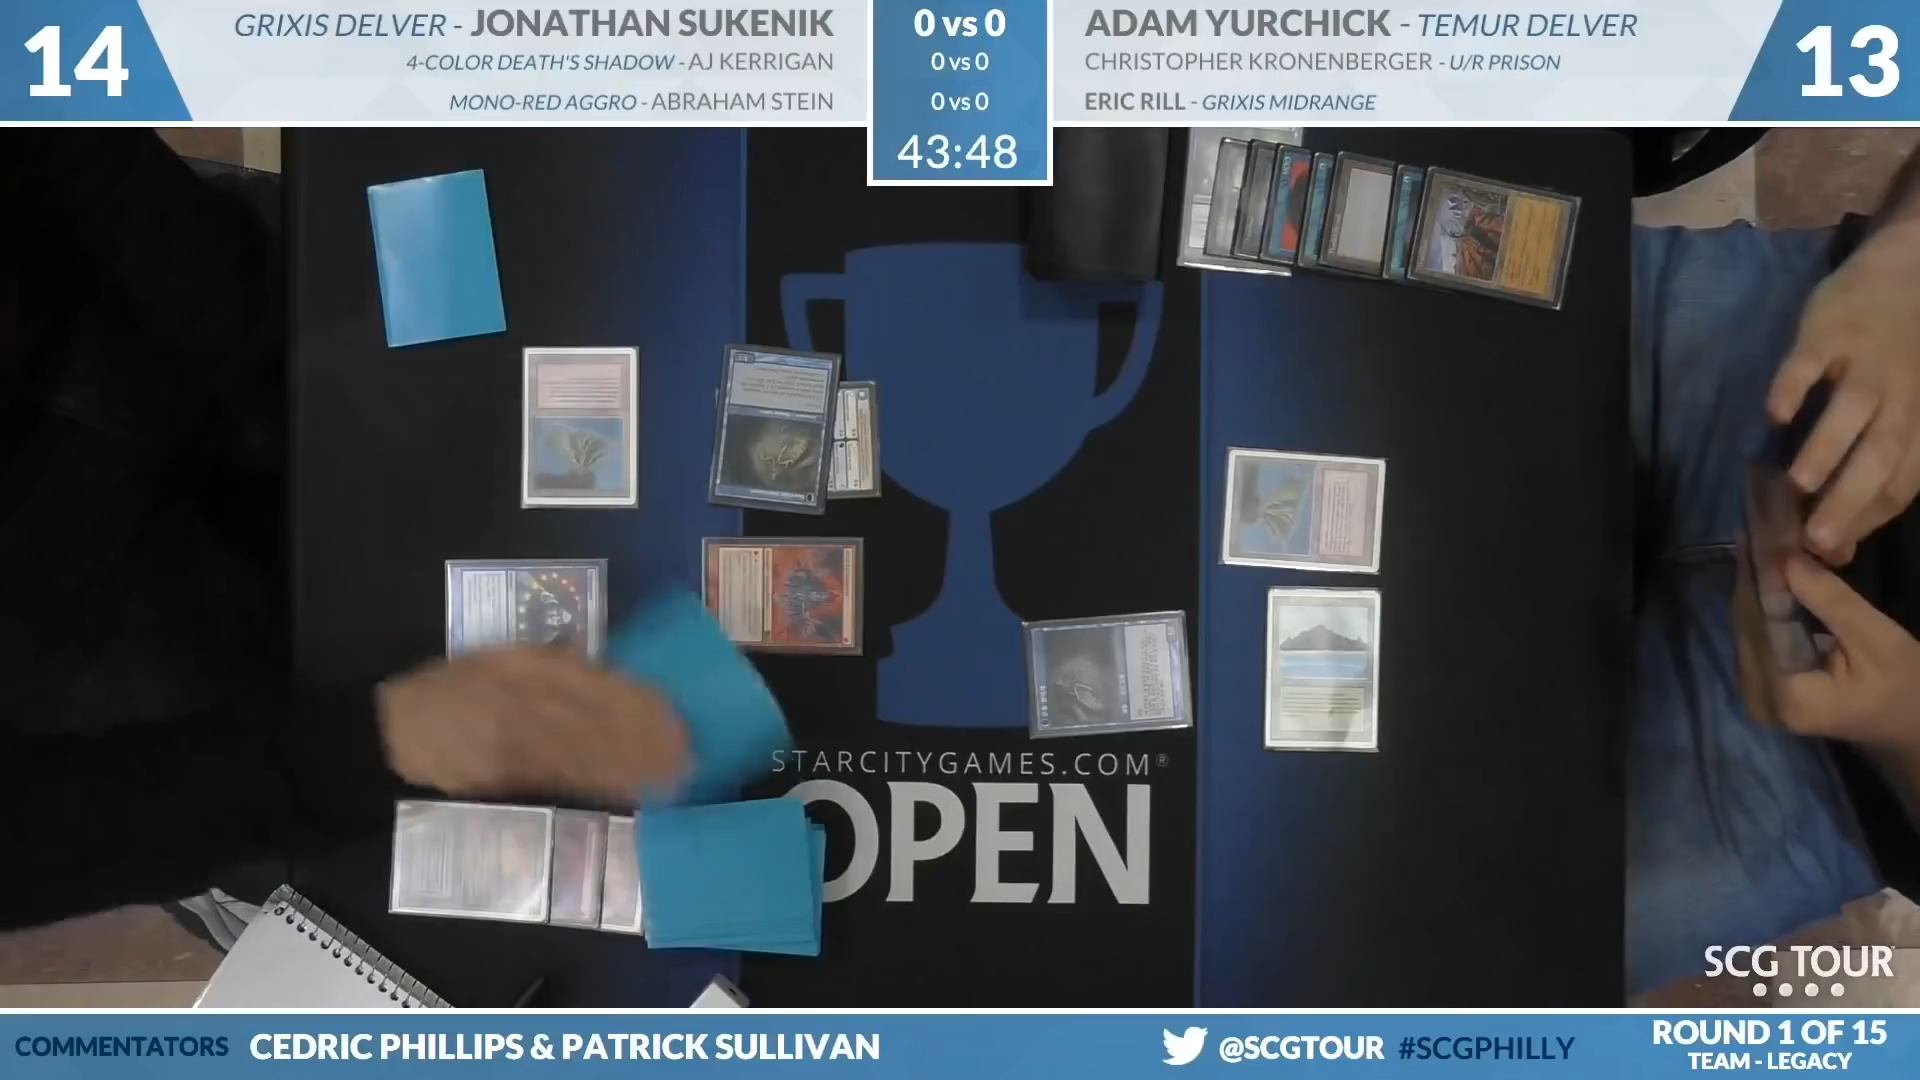 14
GRIXIS DELVER - JONATHAN SUKENIK
4-COLOR DEATH'S SHADOW - AJ KERRIGAN
MONO-RED AGGRO - ABRAHAM STEIN
0 vs 0
0 vs 0
0 vs 0
43:48
ADAM YURCHICK - TEMUR DELVER
CHRISTOPHER KRONENBERGER - U/R PRISON
ERIC RILL - GRIXIS MIDRANGE
13
STARCITYGAMES.COM®
OPEN
SCG TOUR
COMMENTATORS CEDRIC PHILLIPS & PATRICK SULLIVAN
@SCGTOUR #SCGPHILLY
ROUND 1 OF 15
TEAM - LEGACY